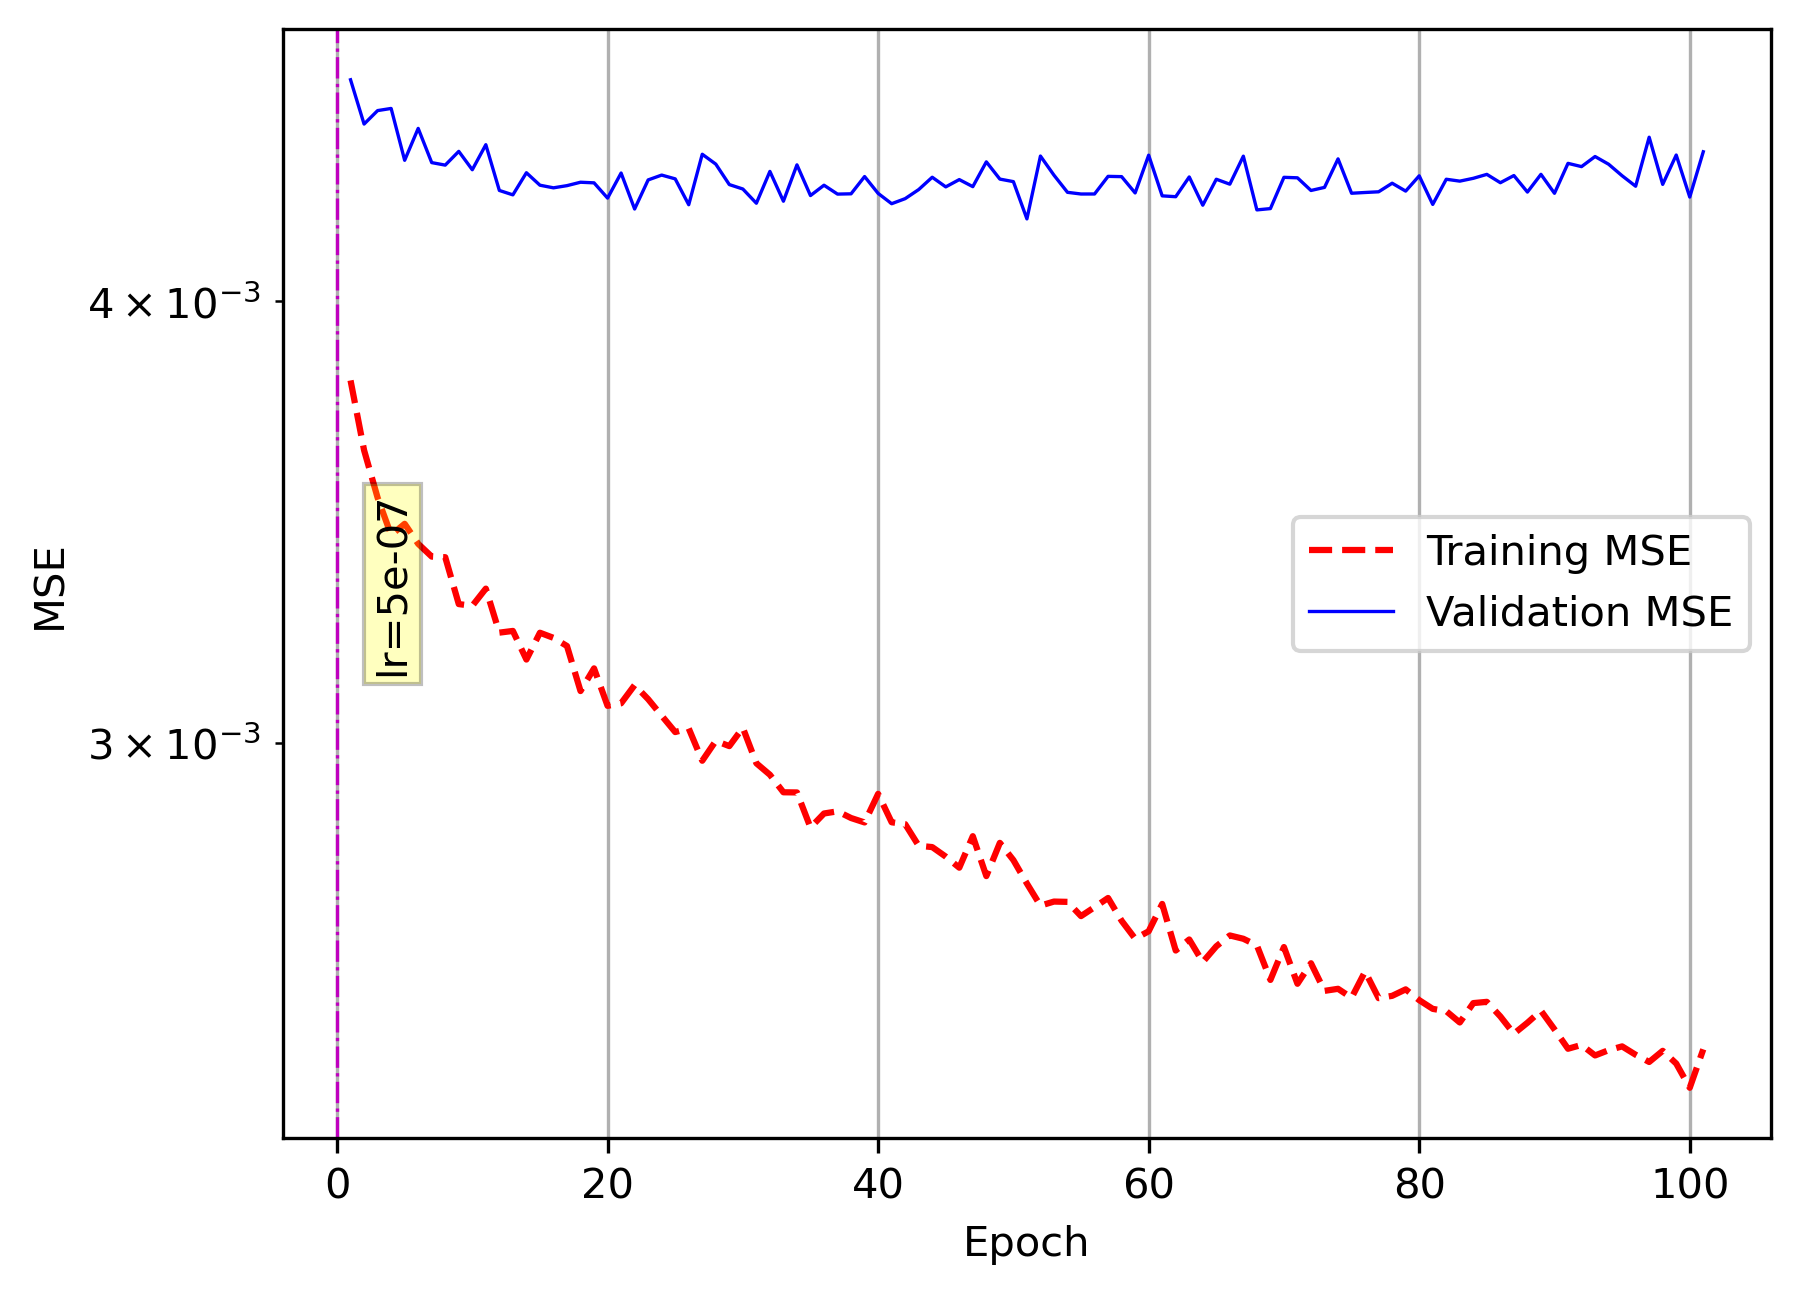 MSE
4 × 10⁻³
3 × 10⁻³
lr=5e-07
Training MSE
Validation MSE
0 20 40 60 80 100
Epoch